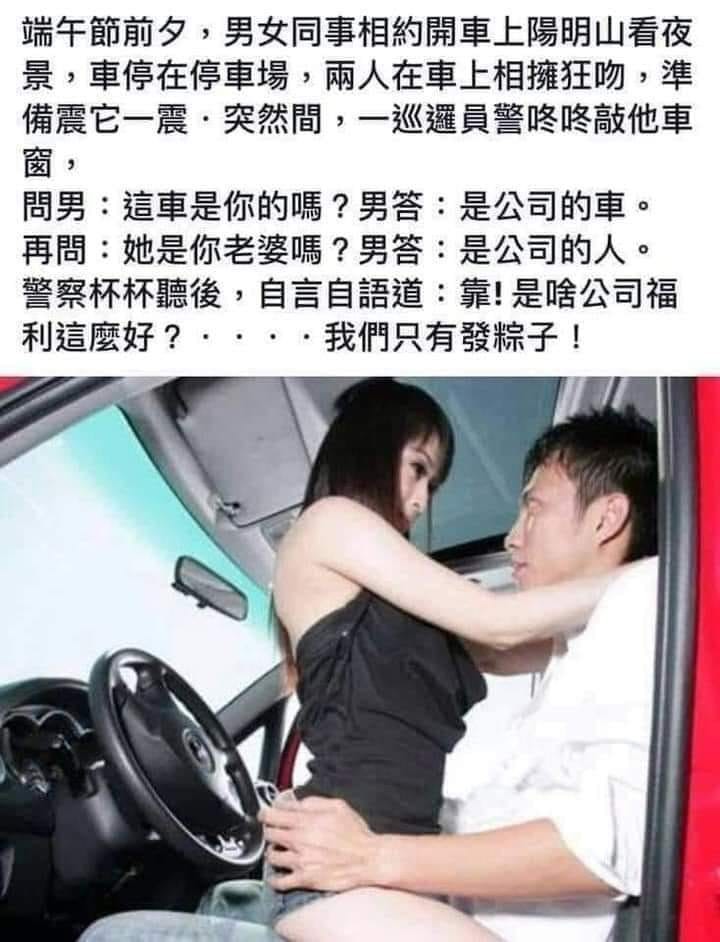 端午節前夕，男女同事相約開車上陽明山看夜
景，車停在停車場，兩人在車上相擁狂吻，準
備震它一震．突然間，一巡邏員警咚咚敲他車
窗，
問男：這車是你的嗎？男答：是公司的車。
再問：她是你老婆嗎？男答：是公司的人。
警察杯杯聽後，自言自語道：靠！是啥公司福
利這麼好？．．．．我們只有發粽子！